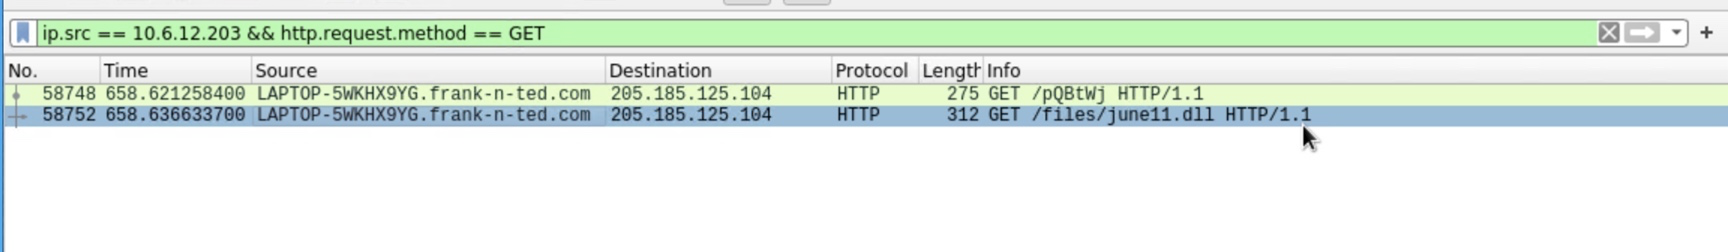 ip.src == 10.6.12.203 && http.request.method == GET
No. Time Source Destination Protocol Length Info
58748 658.621258400 LAPTOP-5WKHX9YG.frank-n-ted.com 205.185.125.104 HTTP 275 GET /pQBtWj HTTP/1.1
58752 658.636633700 LAPTOP-5WKHX9YG.frank-n-ted.com 205.185.125.104 HTTP 312 GET /files/june11.dll HTTP/1.1